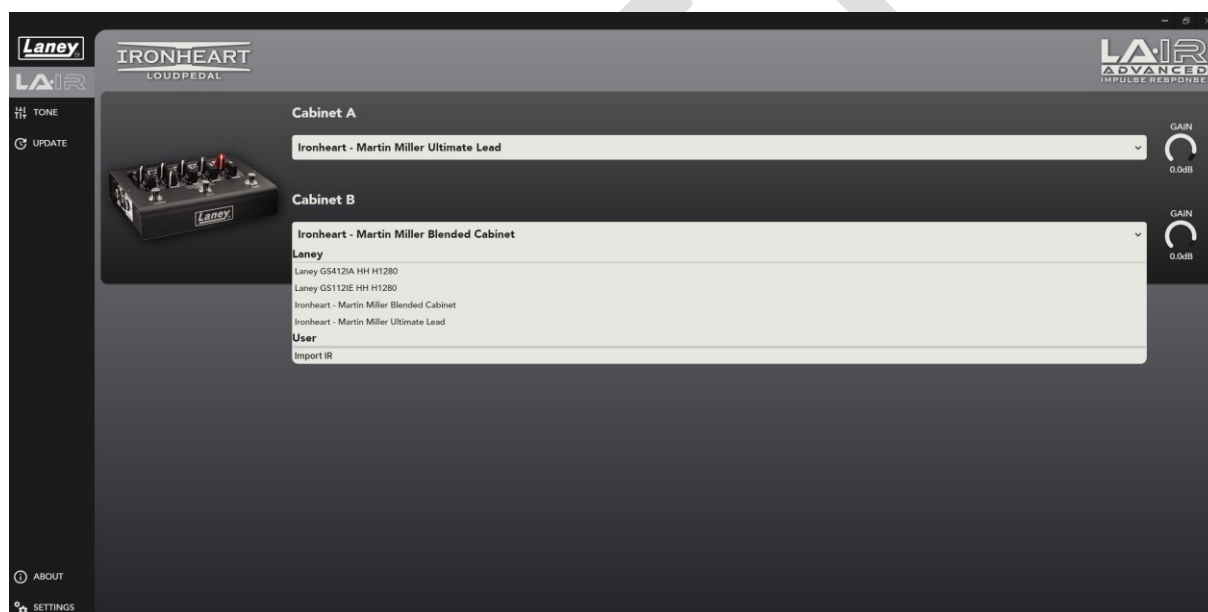 Laney
LA·IR
TONE
UPDATE
ABOUT
SETTINGS
IRONHEART
LOUDPEDAL
LA·IR
ADVANCED
IMPULSE RESPONSE
Laney
Cabinet A
Ironheart - Martin Miller Ultimate Lead
GAIN
0.0dB
Cabinet B
Ironheart - Martin Miller Blended Cabinet
GAIN
0.0dB
Laney
Laney GS412IA HH H1280
Laney GS112IE HH H1280
Ironheart - Martin Miller Blended Cabinet
Ironheart - Martin Miller Ultimate Lead
User
Import IR